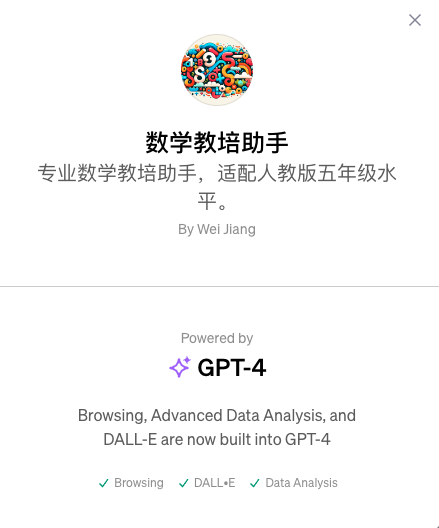 数学教培助手
专业数学教培助手，适配人教版五年级水
平。
By Wei Jiang
Powered by
GPT-4
Browsing, Advanced Data Analysis, and
DALL-E are now built into GPT-4
Browsing DALL•E Data Analysis